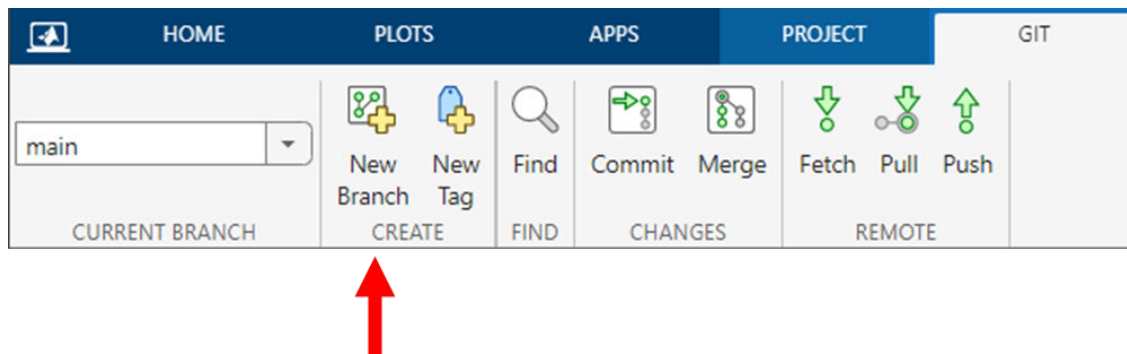 HOME PLOTS APPS PROJECT GIT
main
New Branch
New Tag
Find
Commit
Merge
Fetch
Pull
Push
CURRENT BRANCH CREATE FIND CHANGES REMOTE